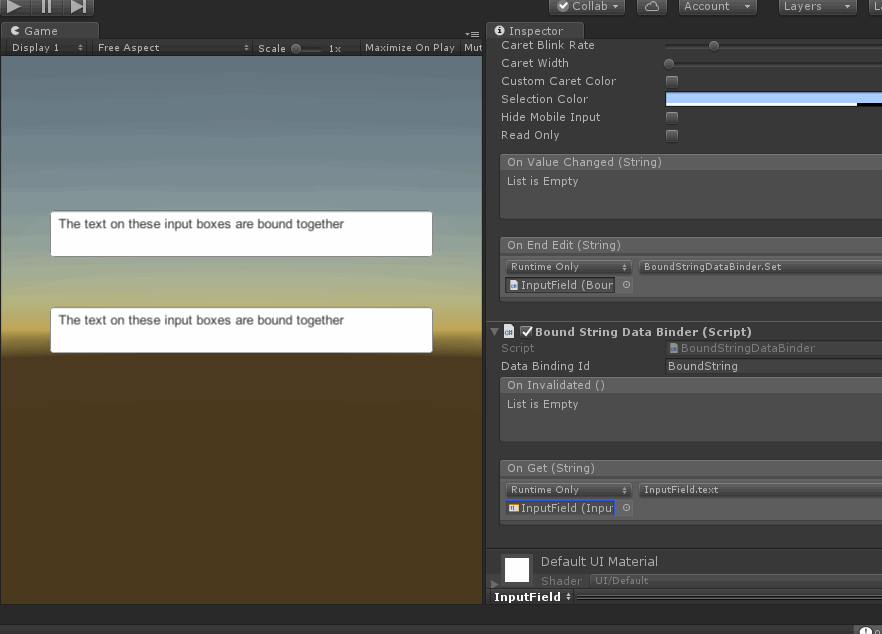 Collab
Account
Layers
Game
Inspector
Display 1
Free Aspect
Scale
1x
Maximize On Play
Mut
The text on these input boxes are bound together
The text on these input boxes are bound together
Caret Blink Rate
Caret Width
Custom Caret Color
Selection Color
Hide Mobile Input
Read Only
On Value Changed (String)
List is Empty
On End Edit (String)
Runtime Only
BoundStringDataBinder.Set
InputField (Bour
Bound String Data Binder (Script)
Script
BoundStringDataBinder
Data Binding Id
BoundString
On Invalidated ()
List is Empty
On Get (String)
Runtime Only
InputField.text
InputField (Input
Default UI Material
Shader
UI/Default
InputField